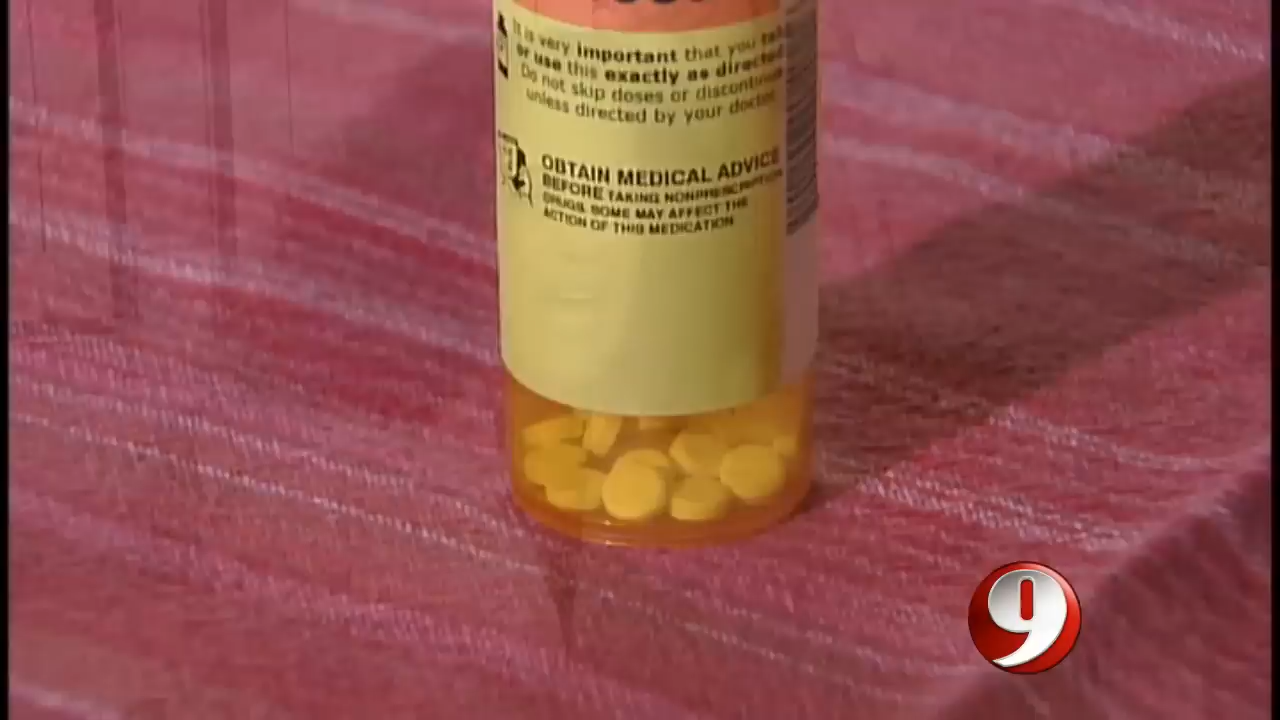 It is very important that you take
or use this exactly as directed
Do not skip doses or discontinue
unless directed by your doctor.
OBTAIN MEDICAL ADVICE
BEFORE TAKING NONPRESCRIPTION
DRUGS. SOME MAY AFFECT THE
ACTION OF THIS MEDICATION
9